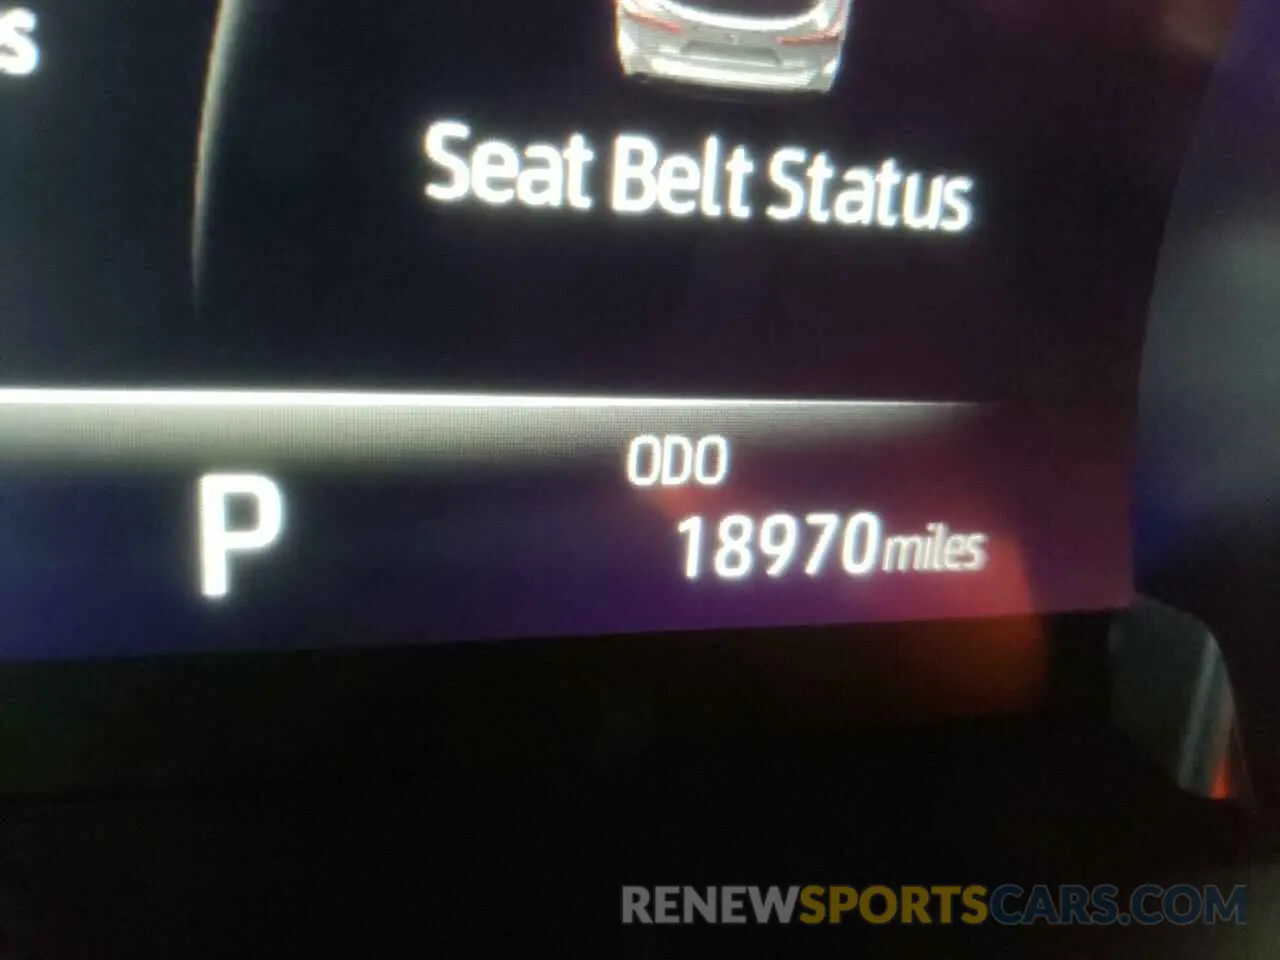 s
Seat Belt Status
ODO
P
18970 miles
RENEWSPORTSCARS.COM